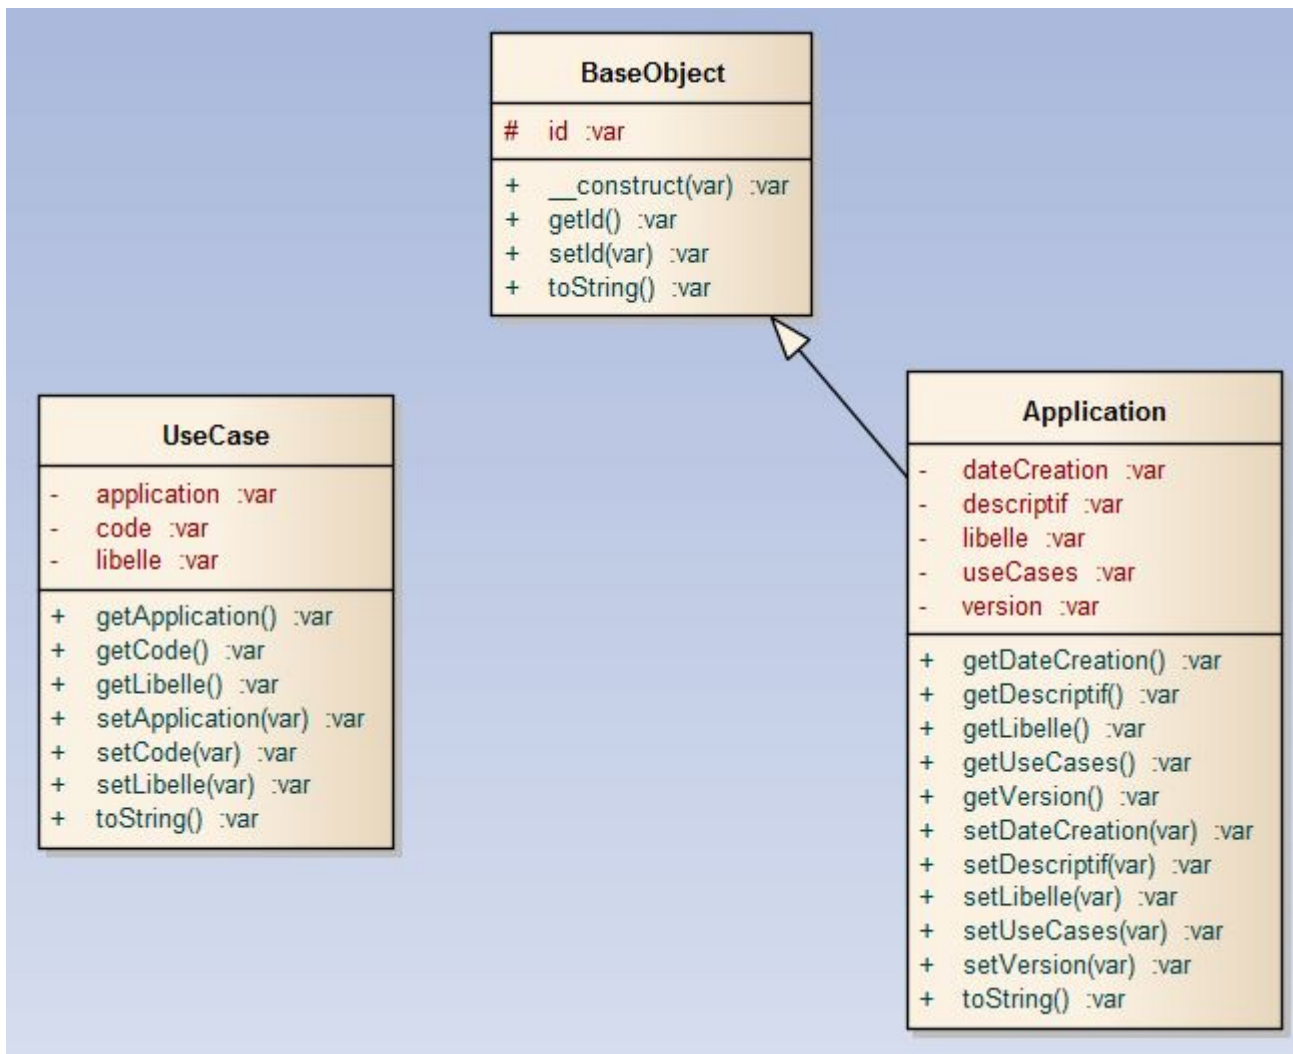 BaseObject
# id :var
+ __construct(var) :var
+ getId() :var
+ setId(var) :var
+ toString() :var
UseCase
- application :var
- code :var
- libelle :var
+ getApplication() :var
+ getCode() :var
+ getLibelle() :var
+ setApplication(var) :var
+ setCode(var) :var
+ setLibelle(var) :var
+ toString() :var
Application
- dateCreation :var
- descriptif :var
- libelle :var
- useCases :var
- version :var
+ getDateCreation() :var
+ getDescriptif() :var
+ getLibelle() :var
+ getUseCases() :var
+ getVersion() :var
+ setDateCreation(var) :var
+ setDescriptif(var) :var
+ setLibelle(var) :var
+ setUseCases(var) :var
+ setVersion(var) :var
+ toString() :var